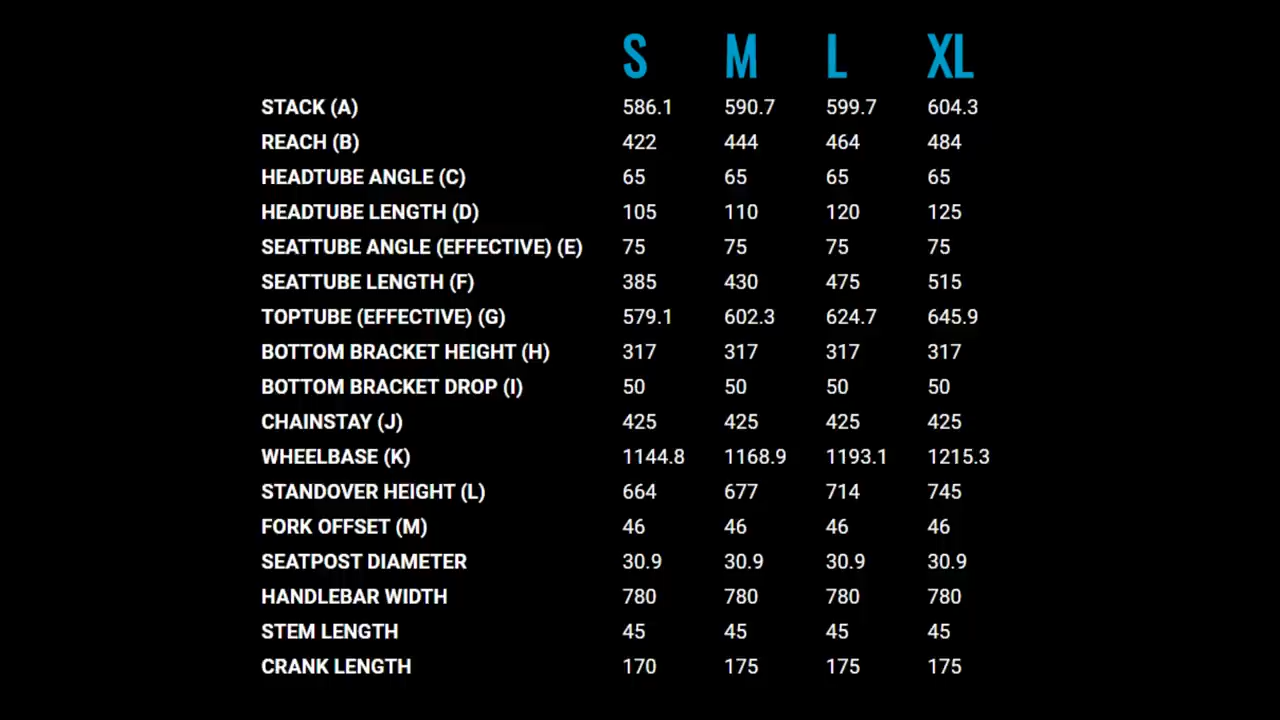 S M L XL
STACK (A) 586.1 590.7 599.7 604.3
REACH (B) 422 444 464 484
HEADTUBE ANGLE (C) 65 65 65 65
HEADTUBE LENGTH (D) 105 110 120 125
SEATTUBE ANGLE (EFFECTIVE) (E) 75 75 75 75
SEATTUBE LENGTH (F) 385 430 475 515
TOPTUBE (EFFECTIVE) (G) 579.1 602.3 624.7 645.9
BOTTOM BRACKET HEIGHT (H) 317 317 317 317
BOTTOM BRACKET DROP (I) 50 50 50 50
CHAINSTAY (J) 425 425 425 425
WHEELBASE (K) 1144.8 1168.9 1193.1 1215.3
STANDOVER HEIGHT (L) 664 677 714 745
FORK OFFSET (M) 46 46 46 46
SEATPOST DIAMETER 30.9 30.9 30.9 30.9
HANDLEBAR WIDTH 780 780 780 780
STEM LENGTH 45 45 45 45
CRANK LENGTH 170 175 175 175